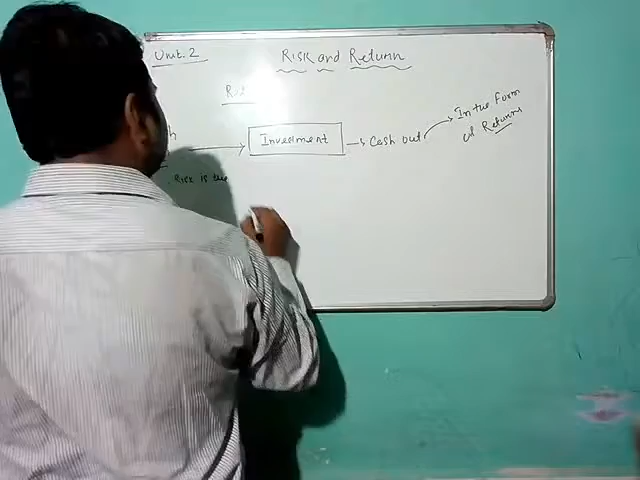 Unit. 2
Risk and Return
Investment
Cash out
In the Form
of Returns
Risk is the